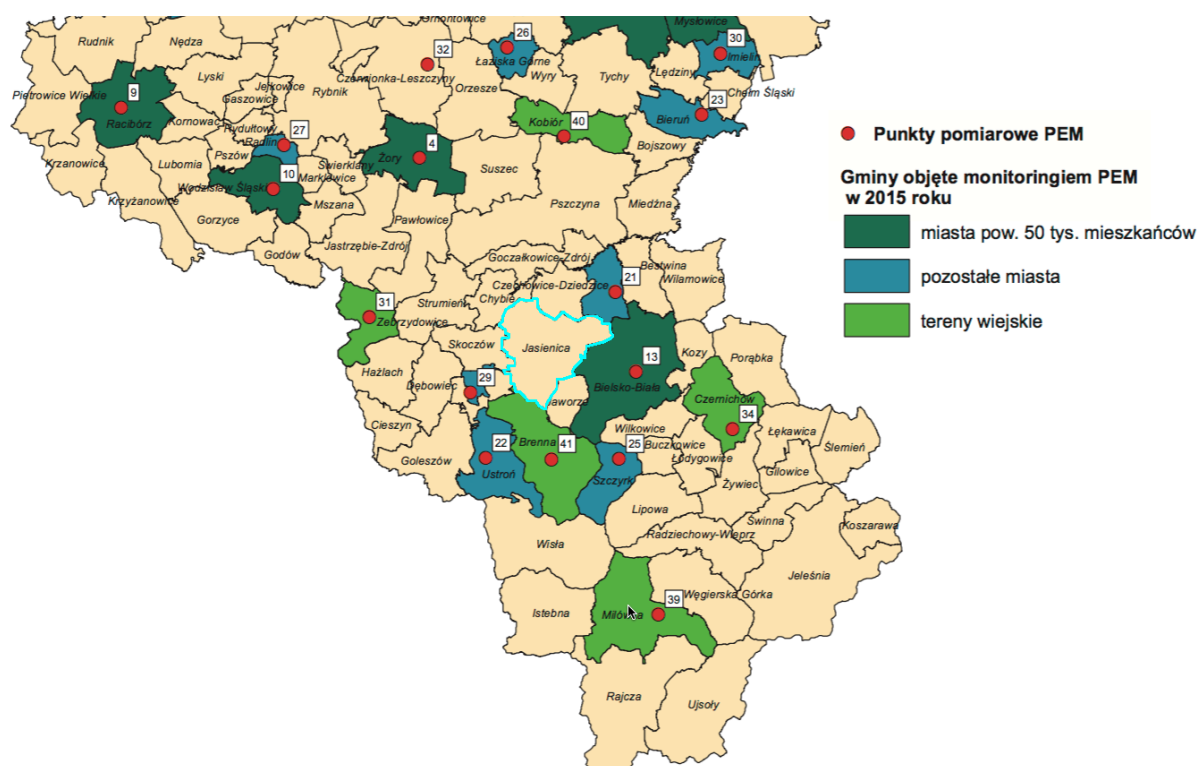 Ornontowice
Mysłowice
Rudnik
Nędza
26
30
32
Łaziska Górne
Imielin
Lyski
Czerwionka-Leszczyny
Wyry
Tychy
Lędziny
Pietrowice Wielkie
9
Jejkowice
Gaszowice
Rybnik
Orzesze
Chełm Śląski
23
Racibórz
Kornowac
Kobiór
40
Bieruń
Rydułtowy
27
Radlin
4
Bojszowy
Punkty pomiarowe PEM
Krzanowice
Lubomia
Pszów
Świerklany
Żory
Suszec
10
Marklowice
Gminy objęte monitoringiem PEM
w 2015 roku
Wodzisław Śląski
Krzyżanowice
Mszana
Pszczyna
Miedźna
Gorzyce
Pawłowice
miasta pow. 50 tys. mieszkańców
Godów
Jastrzębie-Zdrój
Goczałkowice-Zdrój
Bestwina
pozostałe miasta
21
Wilamowice
Czechowice-Dziedzice
31
Strumień
Chybie
Zebrzydowice
tereny wiejskie
Skoczów
Jasienica
13
Kozy
Porąbka
Hażlach
Dębowiec
29
Bielsko-Biała
Jaworze
Czernichów
34
Cieszyn
Wilkowice
Łękawica
22
Brenna
41
25
Buczkowice
Ślemień
Goleszów
Łodygowice
Ustroń
Szczyrk
Gilowice
Żywiec
Lipowa
Świnna
Koszarawa
Radziechowy-Wieprz
Wisła
Jeleśnia
39
Węgierska Górka
Istebna
Milówka
Rajcza
Ujsoły